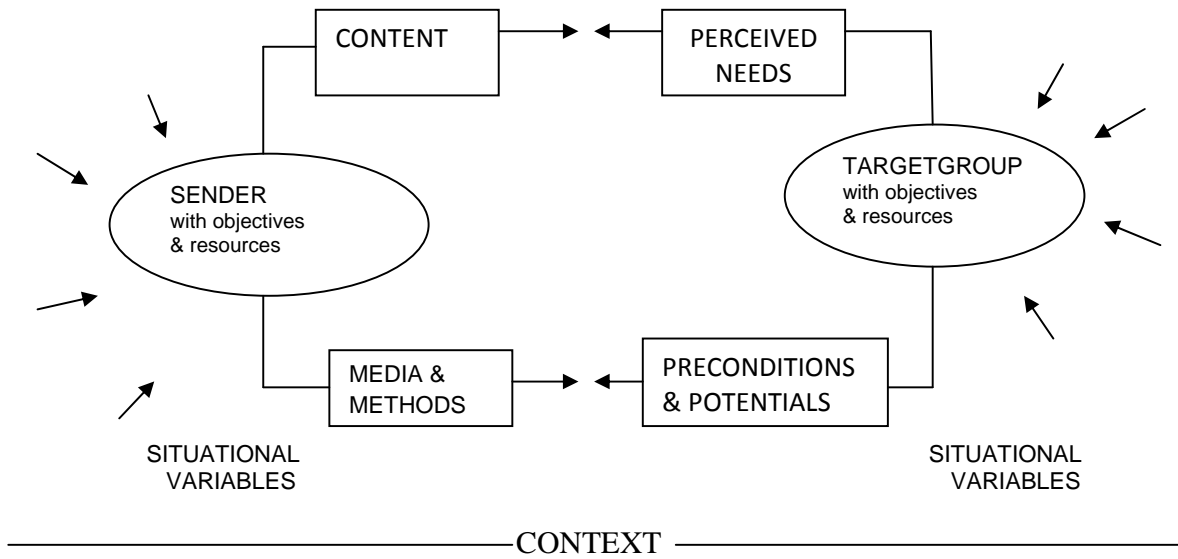 CONTENT
PERCEIVED
NEEDS
SENDER
with objectives
& resources
TARGETGROUP
with objectives
& resources
MEDIA &
METHODS
PRECONDITIONS
& POTENTIALS
SITUATIONAL
VARIABLES
SITUATIONAL
VARIABLES
CONTEXT